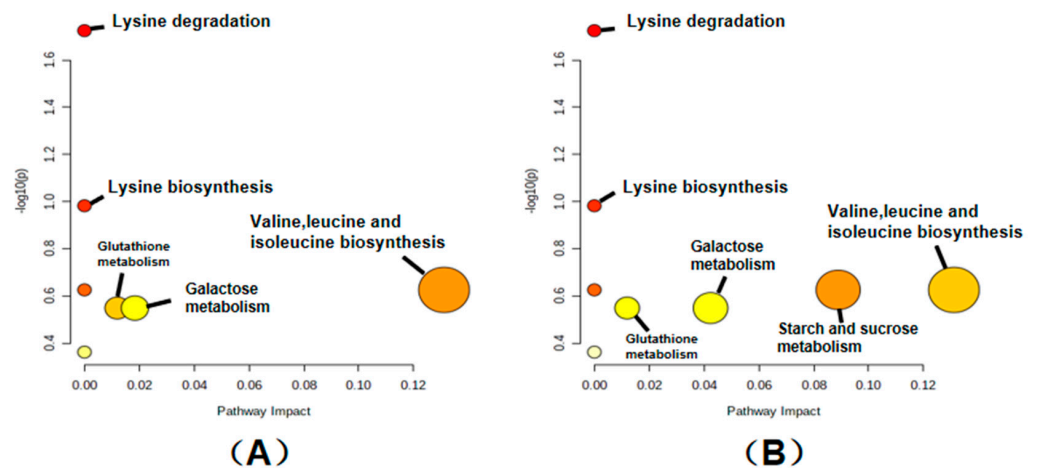 Lysine degradation
1.6
1.4
1.2
1.0
0.8
0.6
0.4
-log10(p)
Lysine biosynthesis
Valine,leucine and
isoleucine biosynthesis
Glutathione
metabolism
Galactose
metabolism
0.00 0.02 0.04 0.06 0.08 0.10 0.12
Pathway Impact
(A)
Lysine degradation
1.6
1.4
1.2
1.0
0.8
0.6
0.4
-log10(p)
Lysine biosynthesis
Valine,leucine and
isoleucine biosynthesis
Galactose
metabolism
Glutathione
metabolism
Starch and sucrose
metabolism
0.00 0.02 0.04 0.06 0.08 0.10 0.12
Pathway Impact
(B)